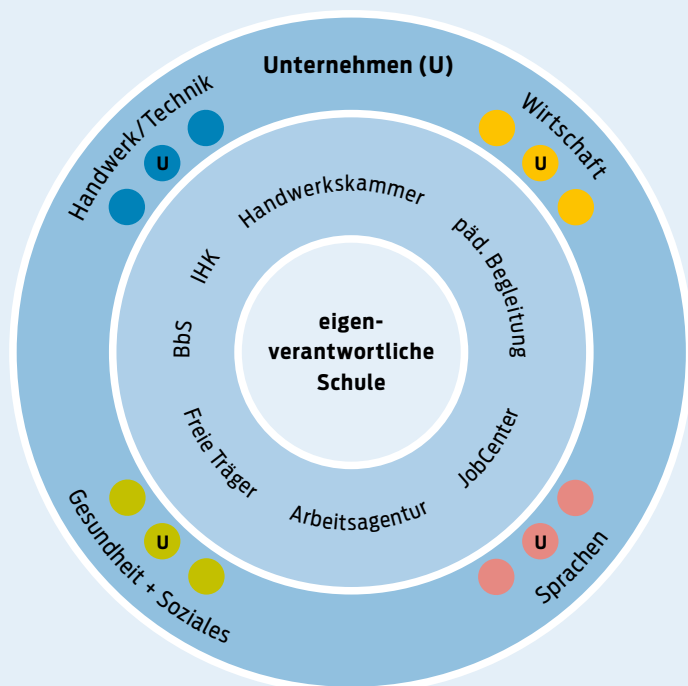 Unternehmen (U)
Handwerk/Technik
U
Wirtschaft
U
Handwerkskammer
päd. Begleitung
IHK
BbS
eigen-
verantwortliche
Schule
Freie Träger
Arbeitsagentur
JobCenter
Gesundheit + Soziales
U
Sprachen
U